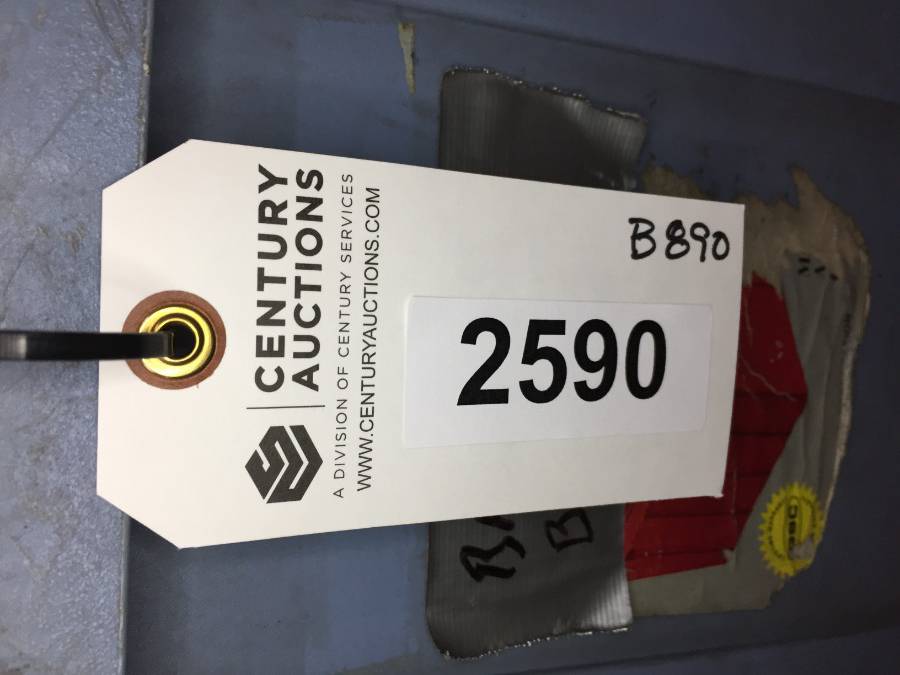 CENTURY
AUCTIONS
A DIVISION OF CENTURY SERVICES
WWW.CENTURYAUCTIONS.COM
B890
2590